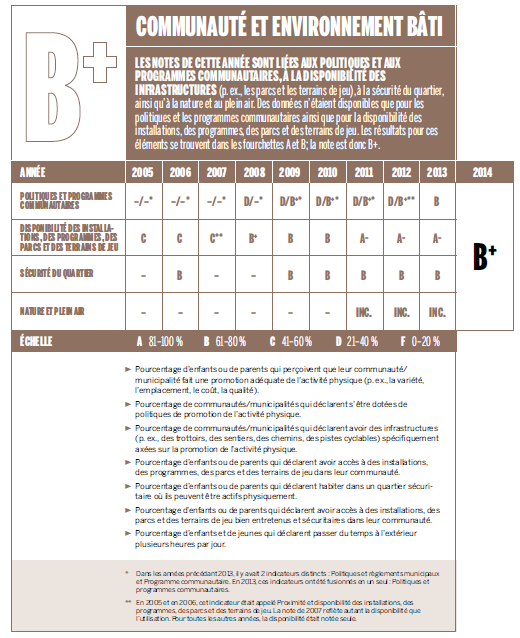 B+
COMMUNAUTÉ ET ENVIRONNEMENT BÂTI
LES NOTES DE CETTE ANNÉE SONT LIÉES AUX POLITIQUES ET AUX
PROGRAMMES COMMUNAUTAIRES, À LA DISPONIBILITÉ DES
INFRASTRUCTURES (p. ex., les parcs et les terrains de jeu), à la sécurité du quartier,
ainsi qu'à la nature et au plein air. Des données n'étaient disponibles que pour les
politiques et les programmes communautaires ainsi que pour la disponibilité des
installations, des programmes, des parcs et des terrains de jeu. Les résultats pour ces
éléments se trouvent dans les fourchettes A et B; la note est donc B+.
ANNÉE 2005 2006 2007 2008 2009 2010 2011 2012 2013 2014
POLITIQUES ET PROGRAMMES
COMMUNAUTAIRES –/–* –/–* –/–* D/–* D/B+* D/B+* D/B+* D/B+** B
DISPONIBILITÉ DES INSTALLA-
TIONS, DES PROGRAMMES, DES
PARCS ET DES TERRAINS DE JEU C C C** B+ B B A- A- A-
B+
SÉCURITÉ DU QUARTIER – B – – B B B B B
NATURE ET PLEIN AIR – – – – – – INC. INC. INC.
ÉCHELLE A 81-100 % B 61-80 % C 41-60 % D 21-40 % F 0-20 %
► Pourcentage d'enfants ou de parents qui perçoivent que leur communauté/
municipalité fait une promotion adéquate de l'activité physique (p. ex., la variété,
l'emplacement, le coût, la qualité).
► Pourcentage de communautés/municipalités qui déclarent s'être dotées de
politiques de promotion de l'activité physique.
► Pourcentage de communautés/municipalités qui déclarent avoir des infrastructures
(p. ex., des trottoirs, des sentiers, des chemins, des pistes cyclables) spécifiquement
axées sur la promotion de l'activité physique.
► Pourcentage d'enfants ou de parents qui déclarent avoir accès à des installations,
des programmes, des parcs et des terrains de jeu dans leur communauté.
► Pourcentage d'enfants ou de parents qui déclarent habiter dans un quartier sécuri-
taire où ils peuvent être actifs physiquement.
► Pourcentage d'enfants ou de parents qui déclarent avoir accès à des installations, des
parcs et des terrains de jeu bien entretenus et sécuritaires dans leur communauté.
► Pourcentage d'enfants et de jeunes qui déclarent passer du temps à l'extérieur
plusieurs heures par jour.
* Dans les années précédant 2013, il y avait 2 indicateurs distincts : Politiques et règlements municipaux
et Programme communautaire. En 2013, ces indicateurs ont été fusionnés en un seul : Politiques et
programmes communautaires.
** En 2005 et en 2006, cet indicateur était appelé Proximité et disponibilité des installations, des
programmes, des parcs et des terrains de jeu. La note de 2007 reflète autant la disponibilité que
l'utilisation. Pour toutes les autres années, la disponibilité était notée seule.